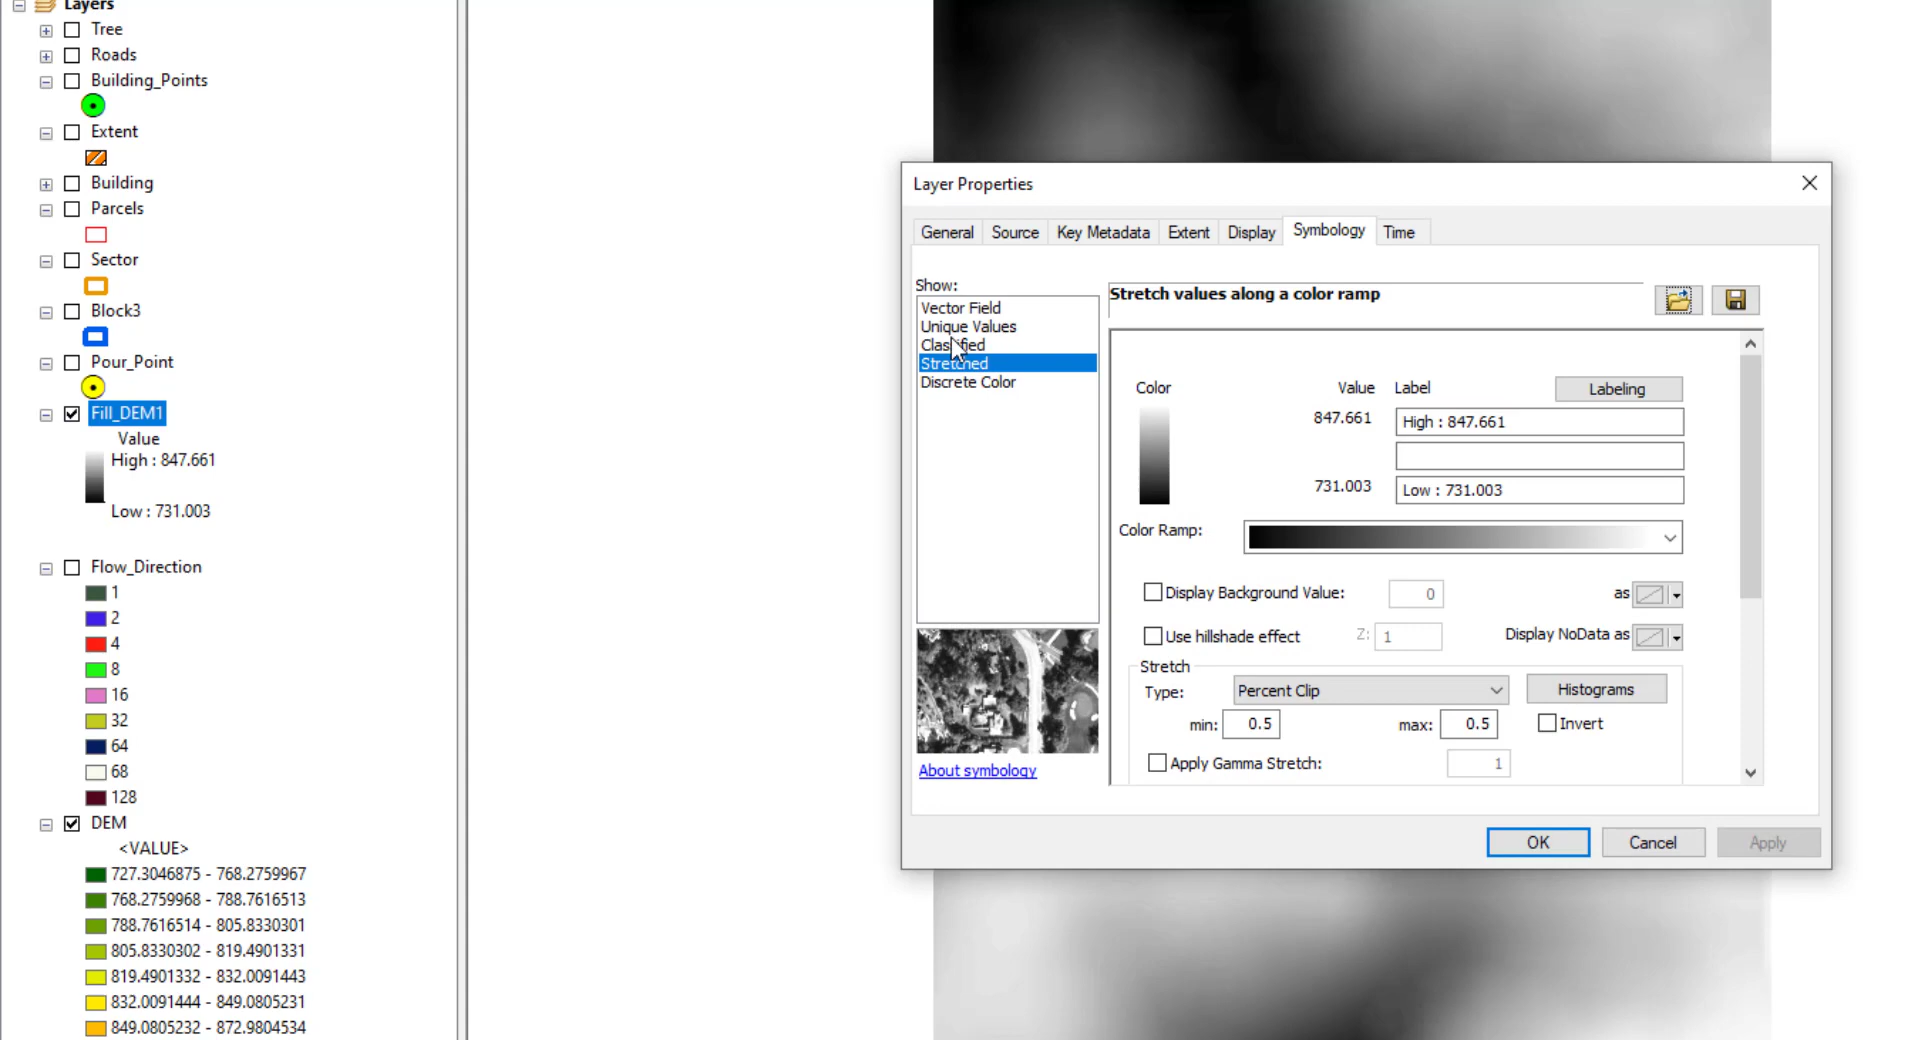 Layers
Tree
Roads
Building_Points
Extent
Building
Parcels
Sector
Block3
Pour_Point
Fill_DEM1
Value
High : 847.661
Low : 731.003
Flow_Direction
1
2
4
8
16
32
64
68
128
DEM
<VALUE>
727.3046875 - 768.2759967
768.2759968 - 788.7616513
788.7616514 - 805.8330301
805.8330302 - 819.4901331
819.4901332 - 832.0091443
832.0091444 - 849.0805231
849.0805232 - 872.9804534
Layer Properties
General Source Key Metadata Extent Display Symbology Time
Show:
Vector Field
Unique Values
Classified
Stretched
Discrete Color
About symbology
Stretch values along a color ramp
Color Value Label Labeling
847.661 High : 847.661
731.003 Low : 731.003
Color Ramp:
Display Background Value: 0 as
Use hillshade effect Z: 1 Display NoData as
Stretch
Type: Percent Clip Histograms
min: 0.5 max: 0.5 Invert
Apply Gamma Stretch: 1
OK Cancel Apply